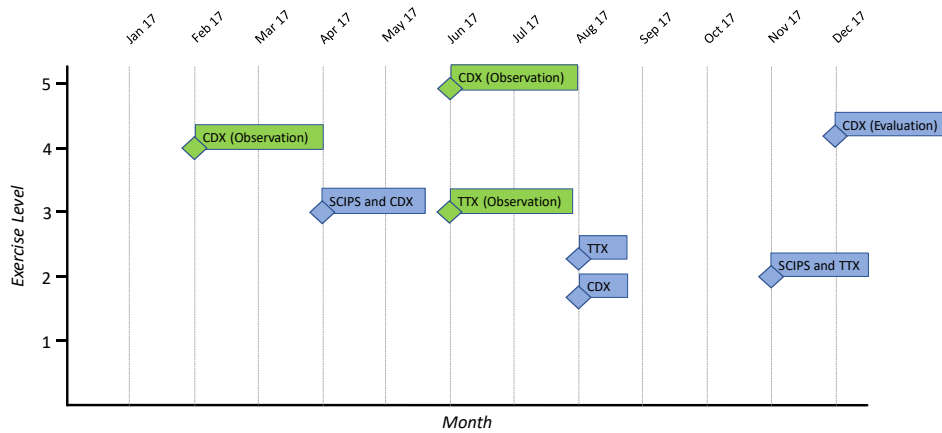 Jan 17
Feb 17
Mar 17
Apr 17
May 17
Jun 17
Jul 17
Aug 17
Sep 17
Oct 17
Nov 17
Dec 17
5
CDX (Observation)
CDX (Observation)
CDX (Evaluation)
4
SCIPS and CDX
TTX (Observation)
3
TTX
SCIPS and TTX
2
CDX
1
Exercise Level
Month